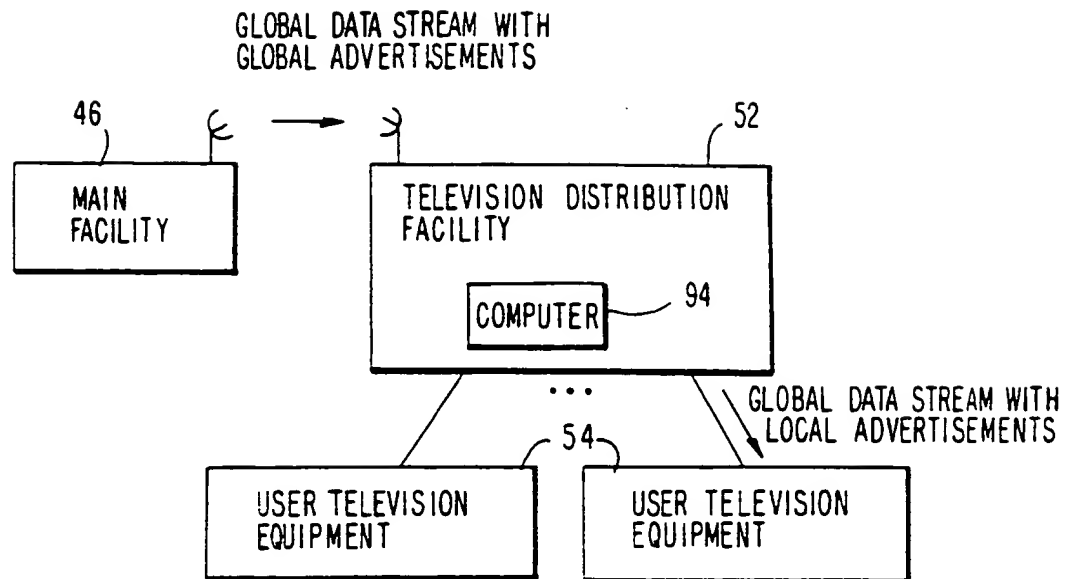 GLOBAL DATA STREAM WITH
GLOBAL ADVERTISEMENTS
46
52
MAIN
FACILITY
TELEVISION DISTRIBUTION
FACILITY
COMPUTER
94
GLOBAL DATA STREAM WITH
LOCAL ADVERTISEMENTS
54
USER TELEVISION
EQUIPMENT
USER TELEVISION
EQUIPMENT